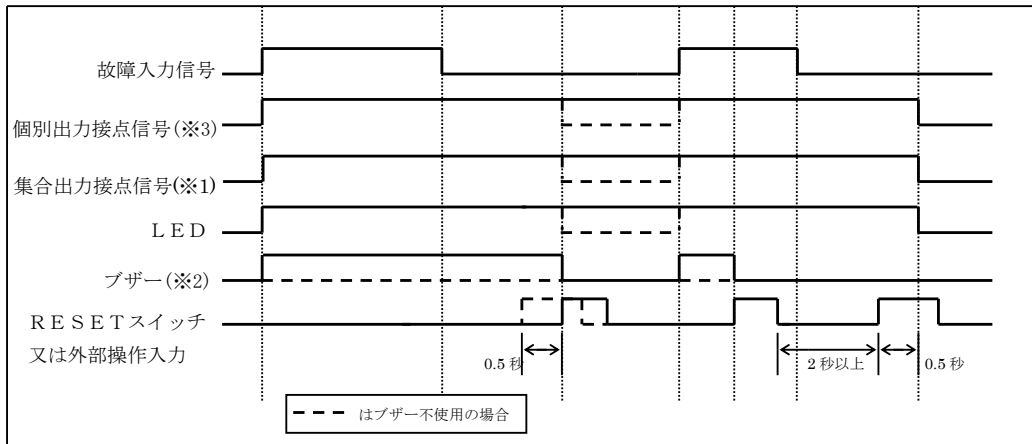 故障入力信号
個別出力接点信号(※3)
集合出力接点信号(※1)
ＬＥＤ
ブザー(※2)
ＲＥＳＥＴスイッチ
又は外部操作入力
0.5 秒
2 秒以上
0.5 秒
はブザー不使用の場合